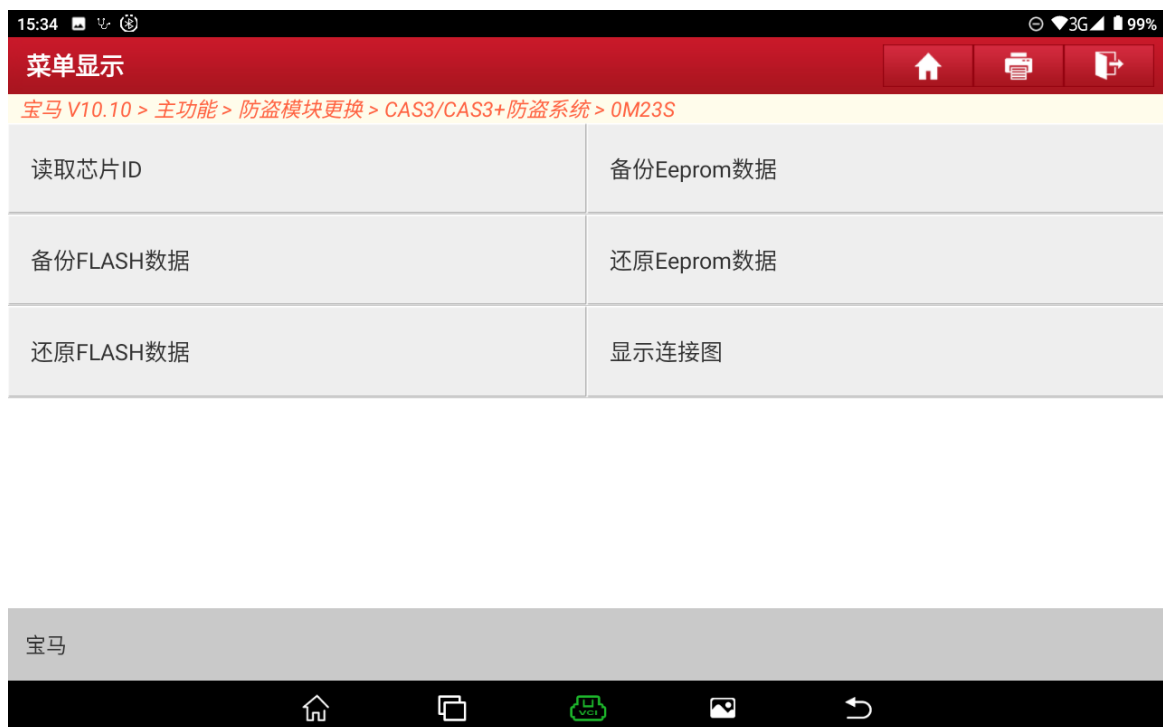 15:34 3G 99%
菜单显示
宝马 V10.10 > 主功能 > 防盗模块更换 > CAS3/CAS3+防盗系统 > 0M23S
读取芯片ID 备份Eeprom数据
备份FLASH数据 还原Eeprom数据
还原FLASH数据 显示连接图
宝马
VCI